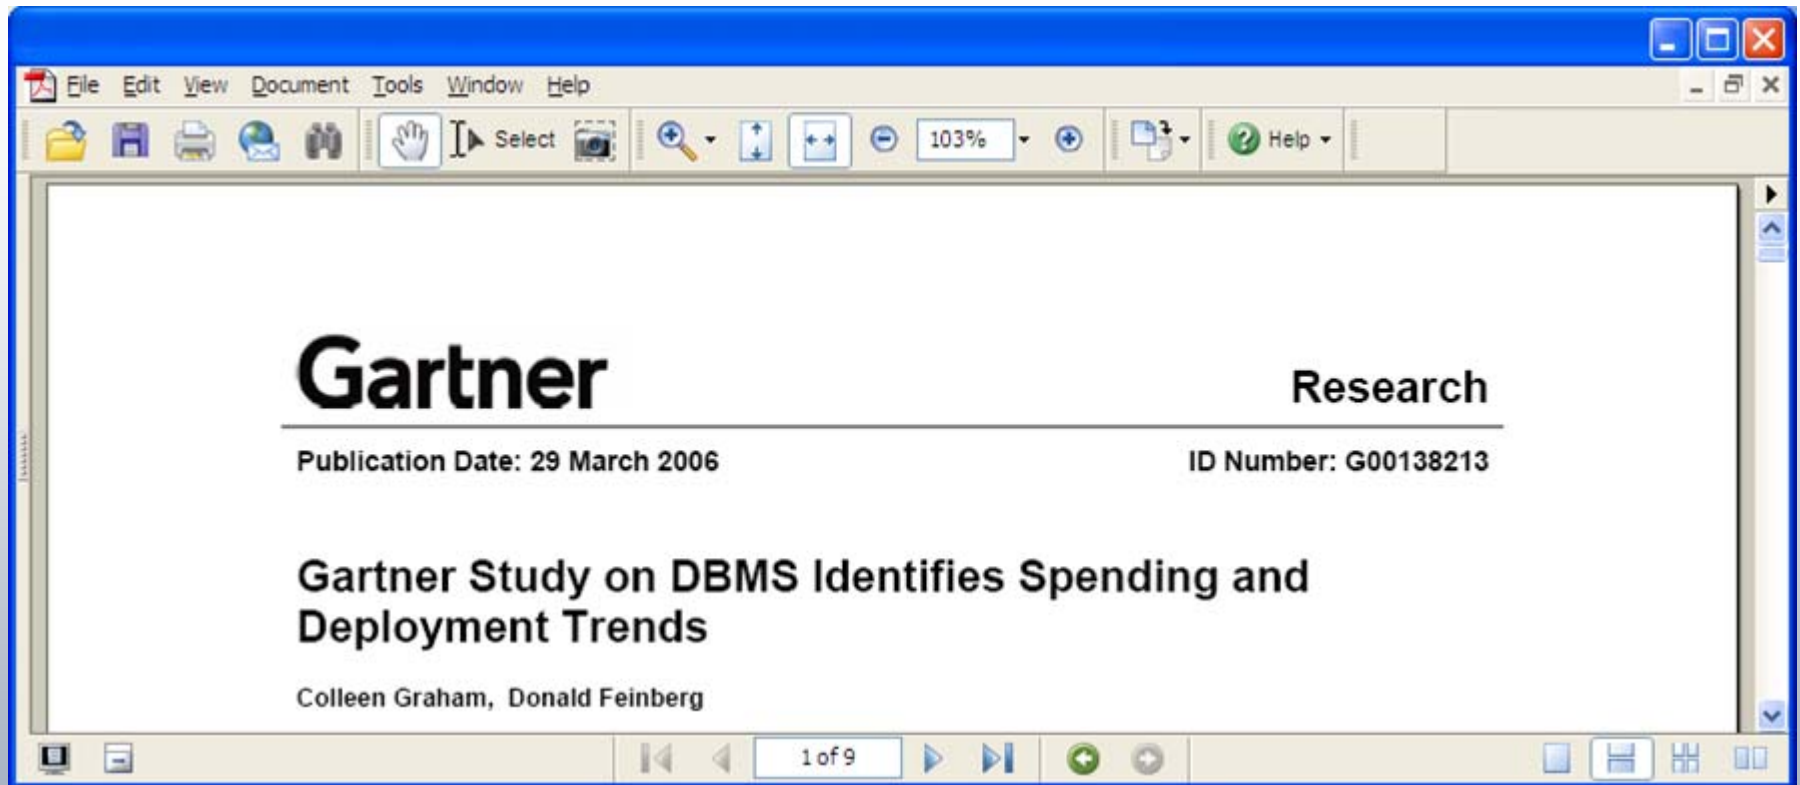 File Edit View Document Tools Window Help
Select 103% Help
Gartner
Research
Publication Date: 29 March 2006
ID Number: G00138213
Gartner Study on DBMS Identifies Spending and
Deployment Trends
Colleen Graham, Donald Feinberg
1 of 9